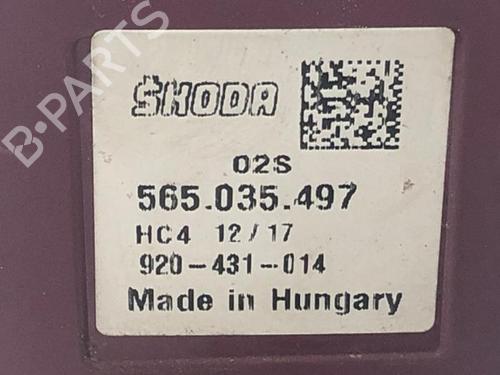 B-PARTS
ŠKODA
02S
565.035.497
HC4 12/17
920-431-014
Made in Hungary